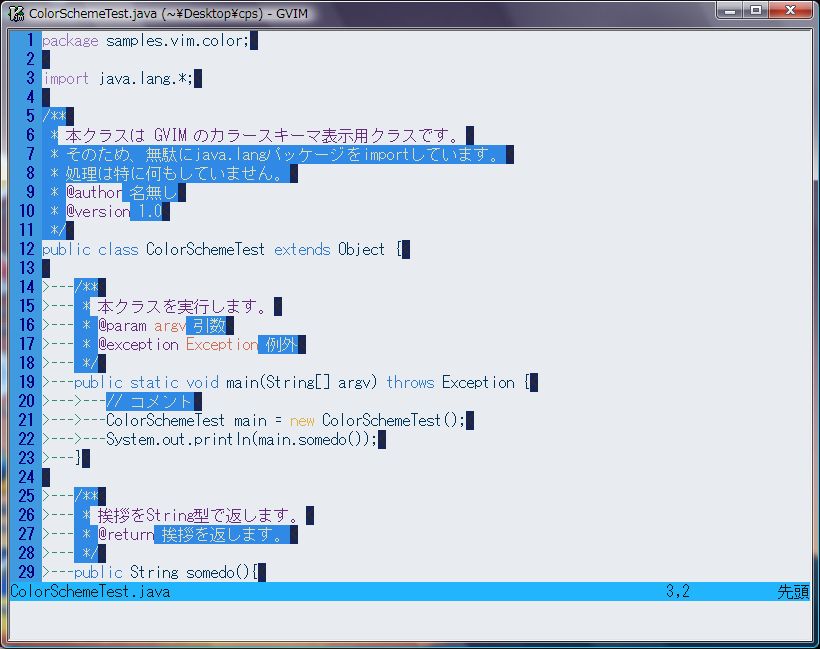 ColorSchemeTest.java (~¥Desktop¥cps) - GVIM
1 package samples.vim.color;
2
3 import java.lang.*;
4
5 /**
6  * 本クラスは GVIM のカラースキーマ表示用クラスです。
7  * そのため、無駄にjava.langパッケージをimportしています。
8  * 処理は特に何もしていません。
9  * @author 名無し
10  * @version 1.0
11  */
12 public class ColorSchemeTest extends Object {
13
14 >---/**
15 >--- * 本クラスを実行します。
16 >--- * @param argv 引数
17 >--- * @exception Exception 例外
18 >--- */
19 >---public static void main(String[] argv) throws Exception {
20 >--->---// コメント
21 >--->---ColorSchemeTest main = new ColorSchemeTest();
22 >--->---System.out.println(main.somedo());
23 >---}
24
25 >---/**
26 >--- * 挨拶をString型で返します。
27 >--- * @return 挨拶を返します。
28 >--- */
29 >---public String somedo(){
ColorSchemeTest.java 3,2 先頭